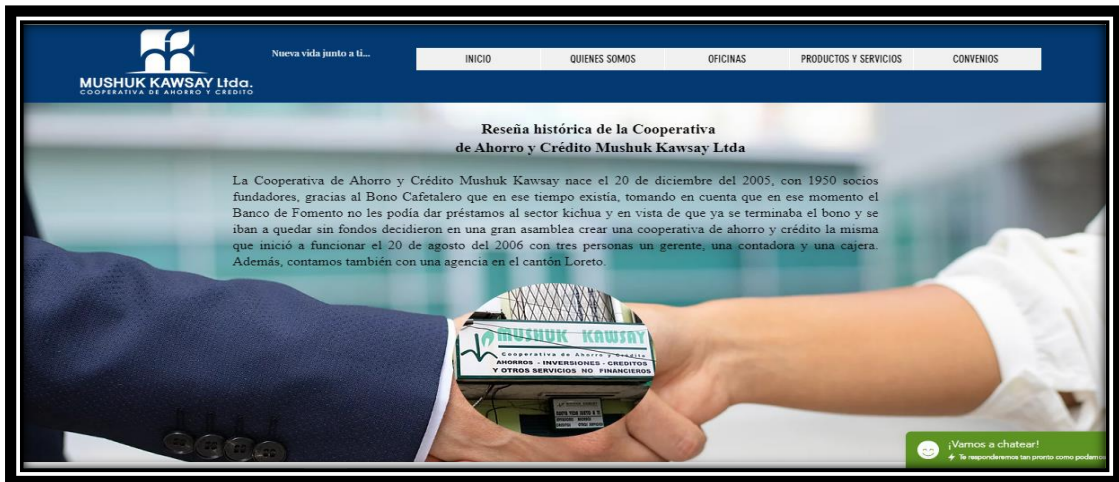 Nueva vida junto a ti...
INICIO
QUIENES SOMOS
OFICINAS
PRODUCTOS Y SERVICIOS
CONVENIOS
MUSHUK KAWSAY Ltda.
COOPERATIVA DE AHORRO Y CREDITO
Reseña histórica de la Cooperativa
de Ahorro y Crédito Mushuk Kawsay Ltda
La Cooperativa de Ahorro y Crédito Mushuk Kawsay nace el 20 de diciembre del 2005, con 1950 socios
fundadores, gracias al Bono Cafetalero que en ese tiempo existía, tomando en cuenta que en ese momento el
Banco de Fomento no les podía dar préstamos al sector kichua y en vista de que ya se terminaba el bono y se
iban a quedar sin fondos decidieron en una gran asamblea crear una cooperativa de ahorro y crédito la misma
que inició a funcionar el 20 de agosto del 2006 con tres personas un gerente, una contadora y una cajera.
Además, contamos también con una agencia en el cantón Loreto.
MUSHUK KAWSAY
Cooperativa de Ahorro y Crédito
AHORROS - INVERSIONES - CREDITOS
Y OTROS SERVICIOS NO FINANCIEROS
¡Vamos a chatear!
Te responderemos tan pronto como podamos